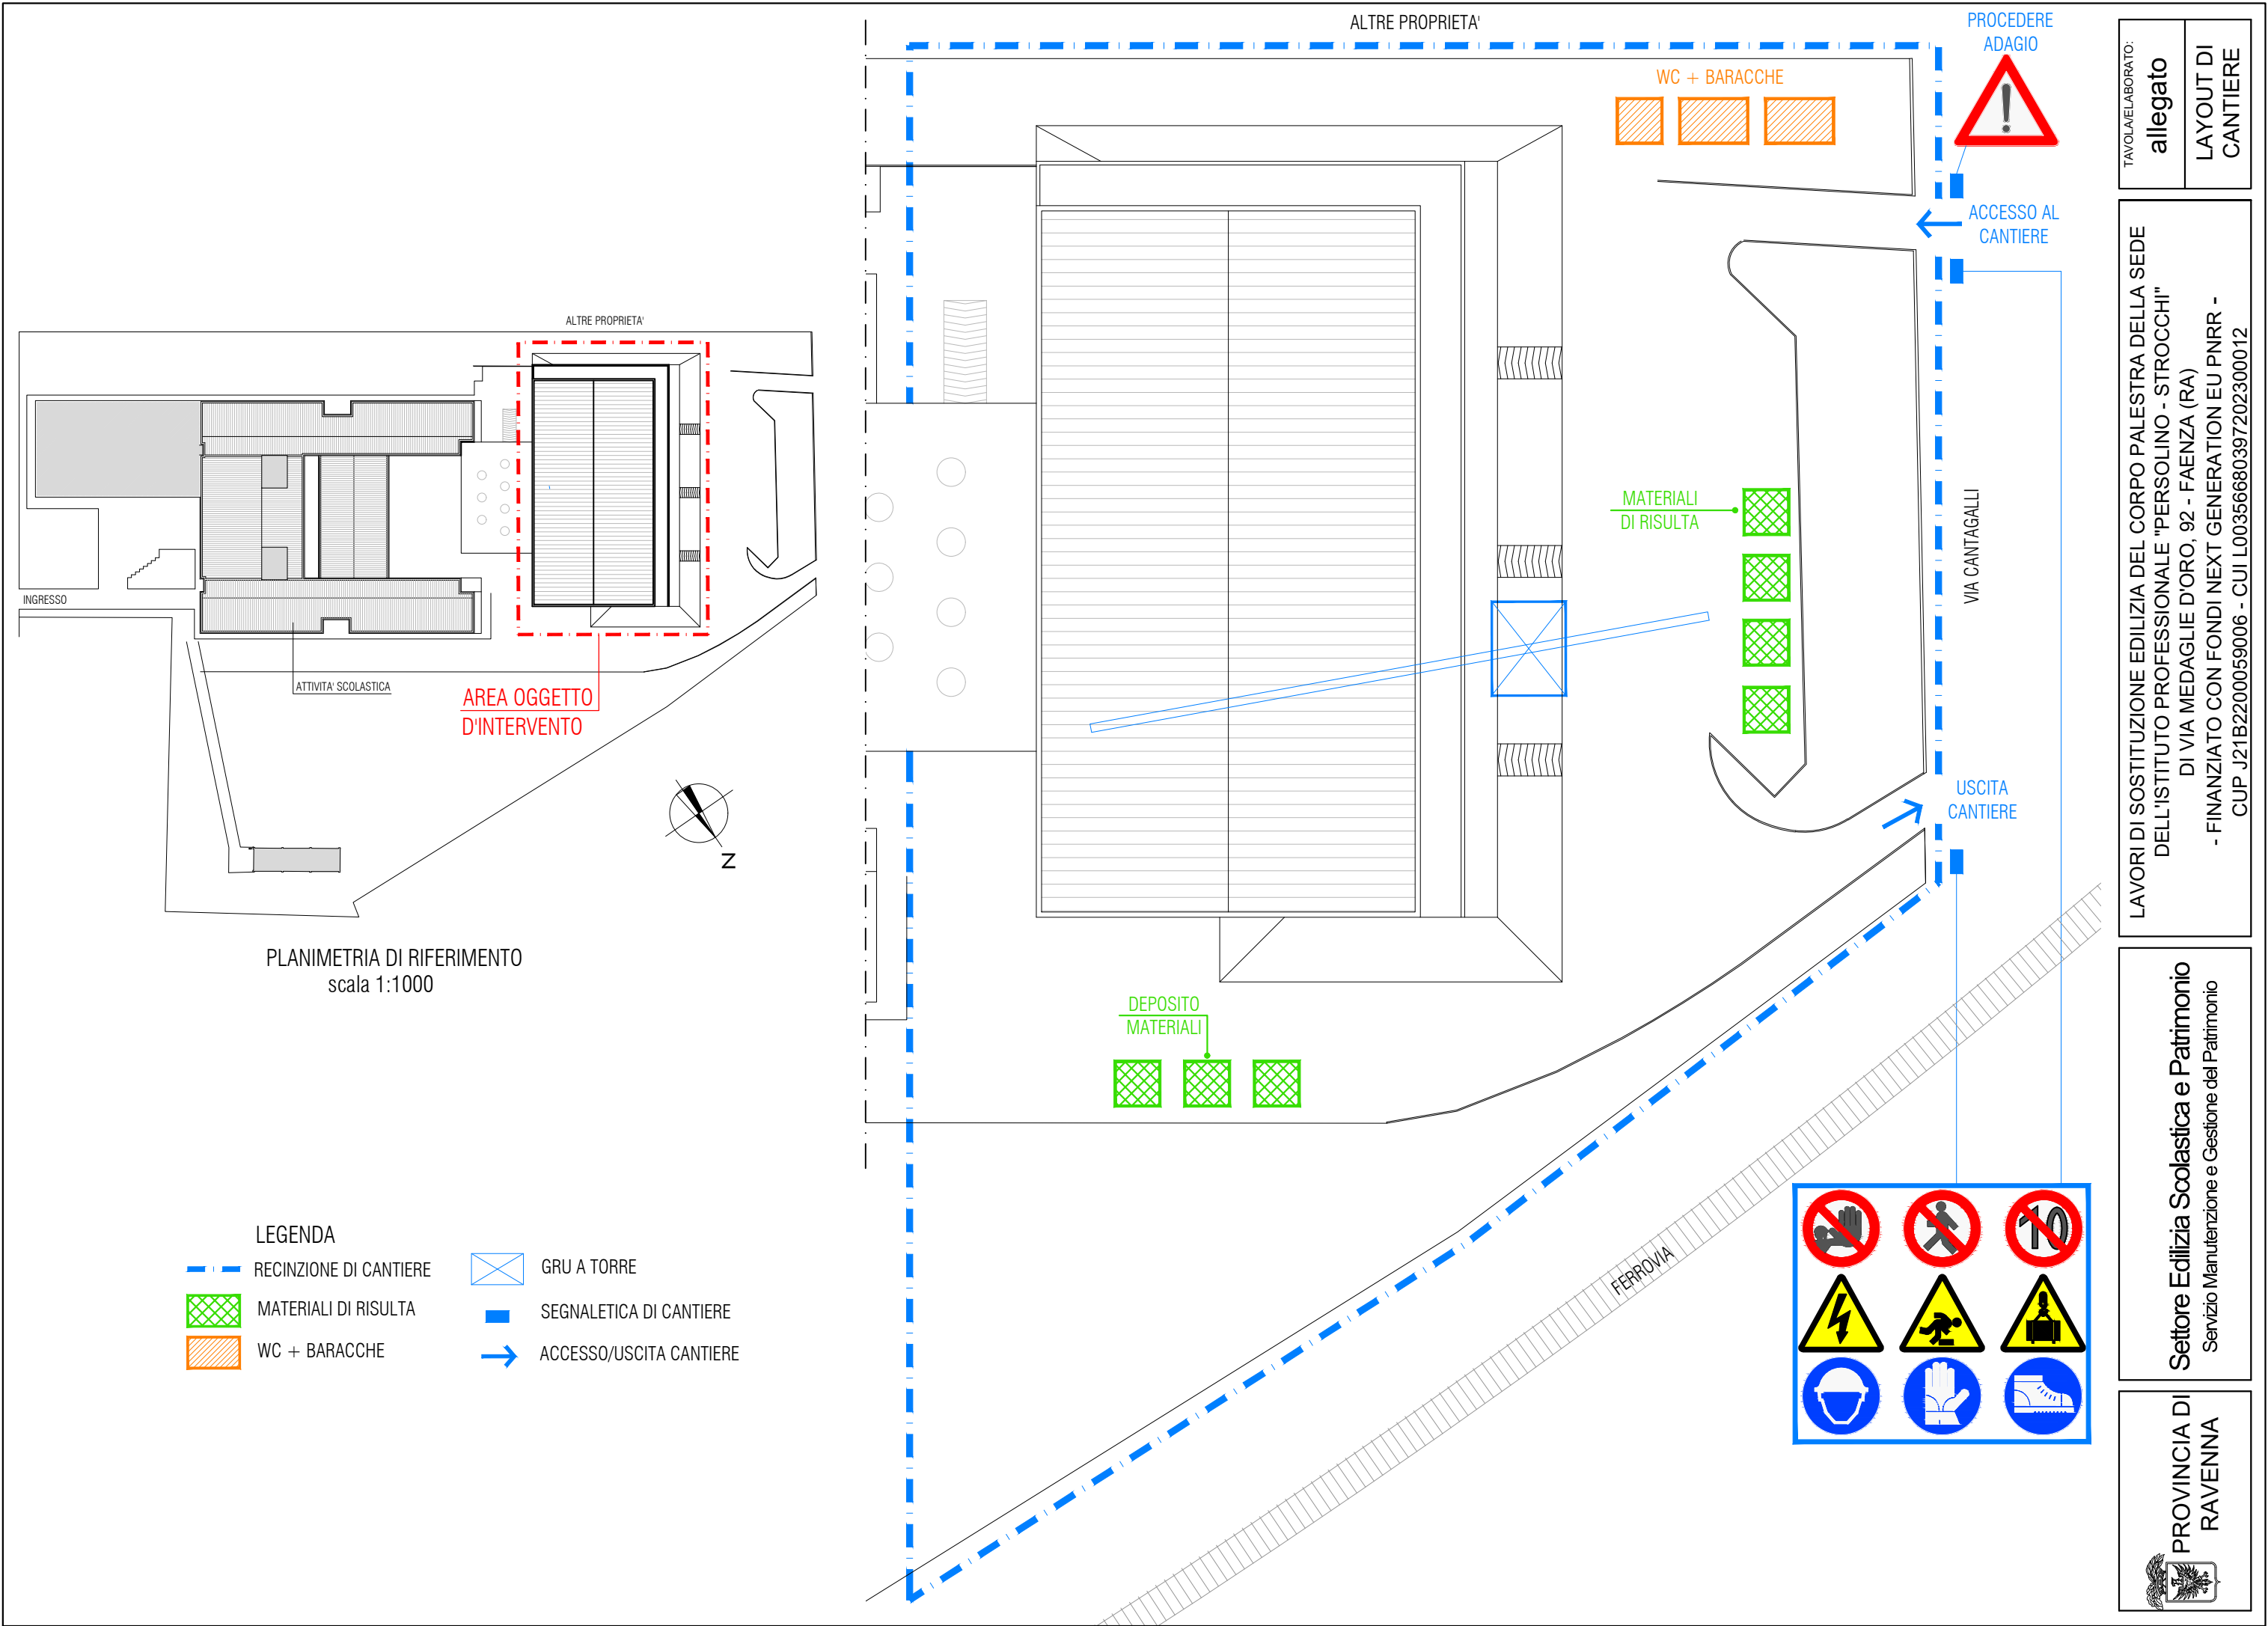 ALTRE PROPRIETA'
PROCEDERE
ADAGIO
WC + BARACCHE
ACCESSO AL
CANTIERE
MATERIALI
DI RISULTA
VIA CANTAGALLI
USCITA
CANTIERE
DEPOSITO
MATERIALI
FERROVIA
10
ALTRE PROPRIETA'
INGRESSO
ATTIVITA' SCOLASTICA
AREA OGGETTO
D'INTERVENTO
N
PLANIMETRIA DI RIFERIMENTO
scala 1:1000
LEGENDA
RECINZIONE DI CANTIERE
MATERIALI DI RISULTA
WC + BARACCHE
GRU A TORRE
SEGNALETICA DI CANTIERE
ACCESSO/USCITA CANTIERE
PROVINCIA DI
RAVENNA
Settore Edilizia Scolastica e Patrimonio
Servizio Manutenzione e Gestione del Patrimonio
LAVORI DI SOSTITUZIONE EDILIZIA DEL CORPO PALESTRA DELLA SEDE
DELL'ISTITUTO PROFESSIONALE "PERSOLINO - STROCCHI"
DI VIA MEDAGLIE D'ORO, 92 - FAENZA (RA)
- FINANZIATO CON FONDI NEXT GENERATION EU PNRR -
CUP J21B22000059006 - CUI L00356680397202300012
TAVOLA/ELABORATO:
allegato
LAYOUT DI
CANTIERE